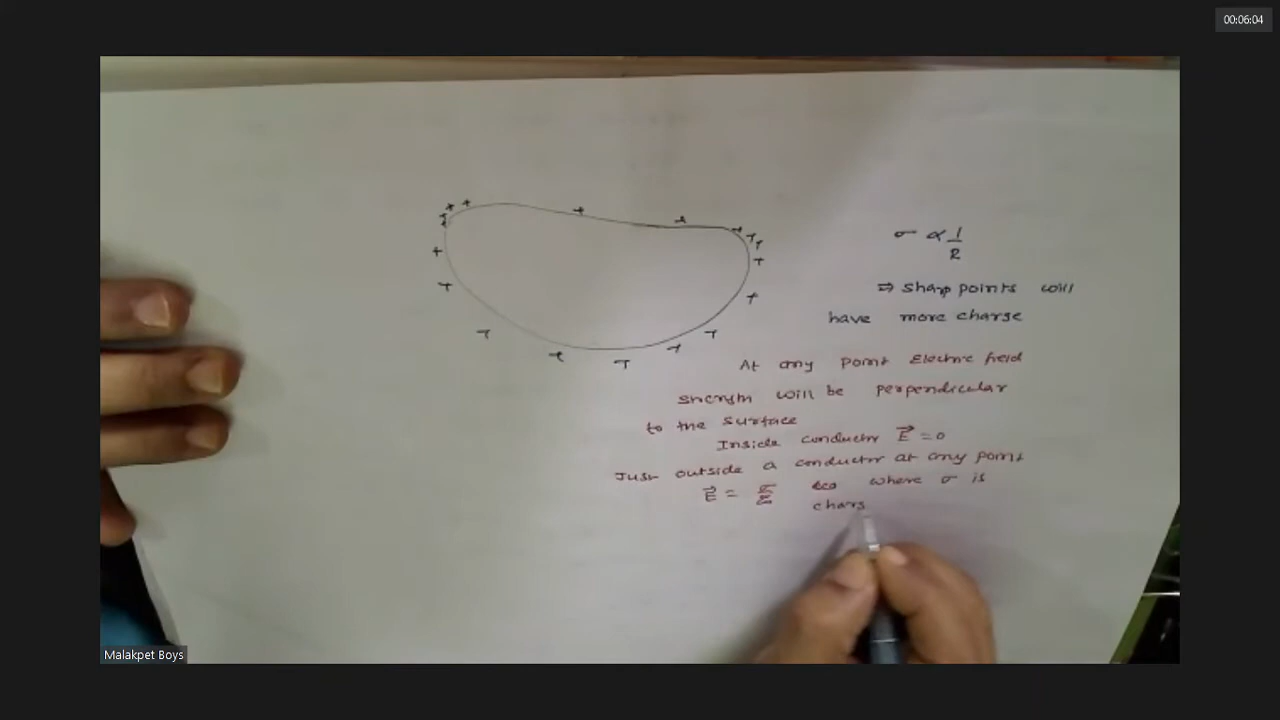 00:06:04
σ ∝ 1/R
⇒ sharp points will
have more charge
At any point Electric field
strength will be perpendicular
to the surface
Inside conductor E⃗ = 0
Just outside a conductor at any point
E⃗ = σ/ε₀ where σ is
charg
Malakpet Boys